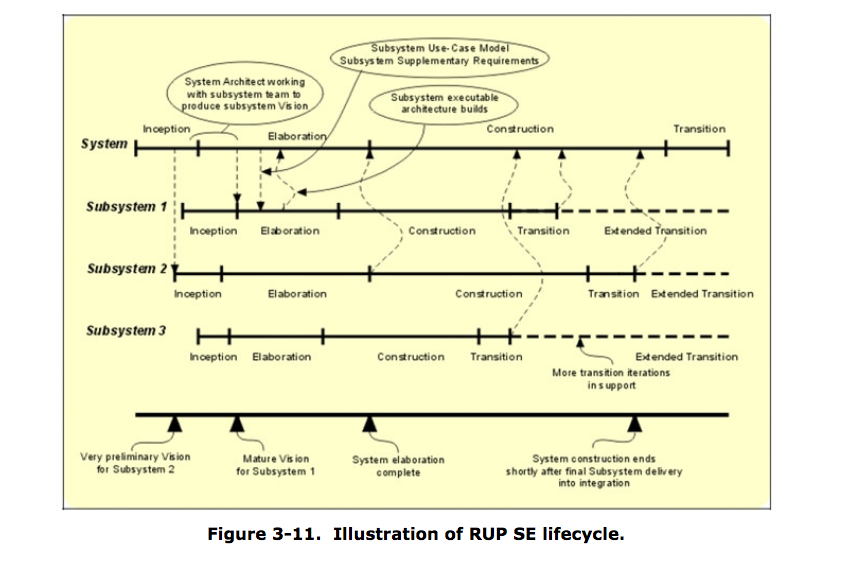 Subsystem Use-Case Model
Subsystem Supplementary Requirements
System Architect working
with subsystem team to
produce subsystem Vision
Subsystem executable
architecture builds
Inception
Elaboration
Construction
Transition
System
Subsystem 1
Inception
Elaboration
Construction
Transition
Extended Transition
Subsystem 2
Inception
Elaboration
Construction
Transition
Extended Transition
Subsystem 3
Inception
Elaboration
Construction
Transition
Extended Transition
More transition iterations
in support
Very preliminary Vision
for Subsystem 2
Mature Vision
for Subsystem 1
System elaboration
complete
System construction ends
shortly after final Subsystem delivery
into integration
Figure 3-11. Illustration of RUP SE lifecycle.